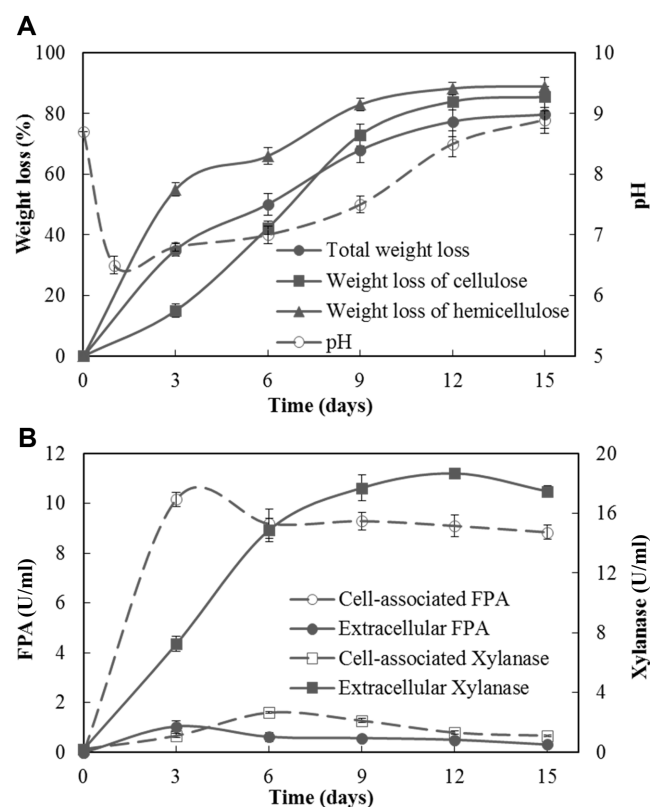 A
100
80
60
40
20
0
Weight loss (%)
10
9
8
7
6
5
pH
Total weight loss
Weight loss of cellulose
Weight loss of hemicellulose
pH
0 3 6 9 12 15
Time (days)
B
12
10
8
6
4
2
0
FPA (U/ml)
20
16
12
8
4
0
Xylanase (U/ml)
Cell-associated FPA
Extracellular FPA
Cell-associated Xylanase
Extracellular Xylanase
0 3 6 9 12 15
Time (days)